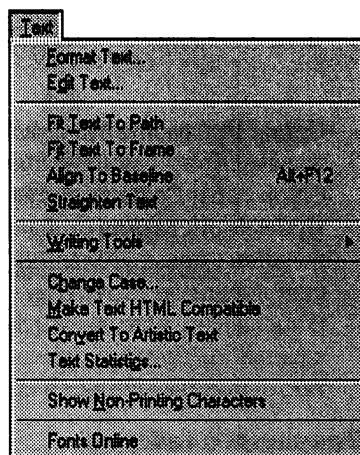 Text
Format Text...
Edit Text...
Fit Text To Path
Fit Text To Frame
Align To Baseline Alt+F12
Straighten Text
Writing Tools
Change Case...
Make Text HTML Compatible
Convert To Artistic Text
Text Statistics...
Show Non-Printing Characters
Fonts Online